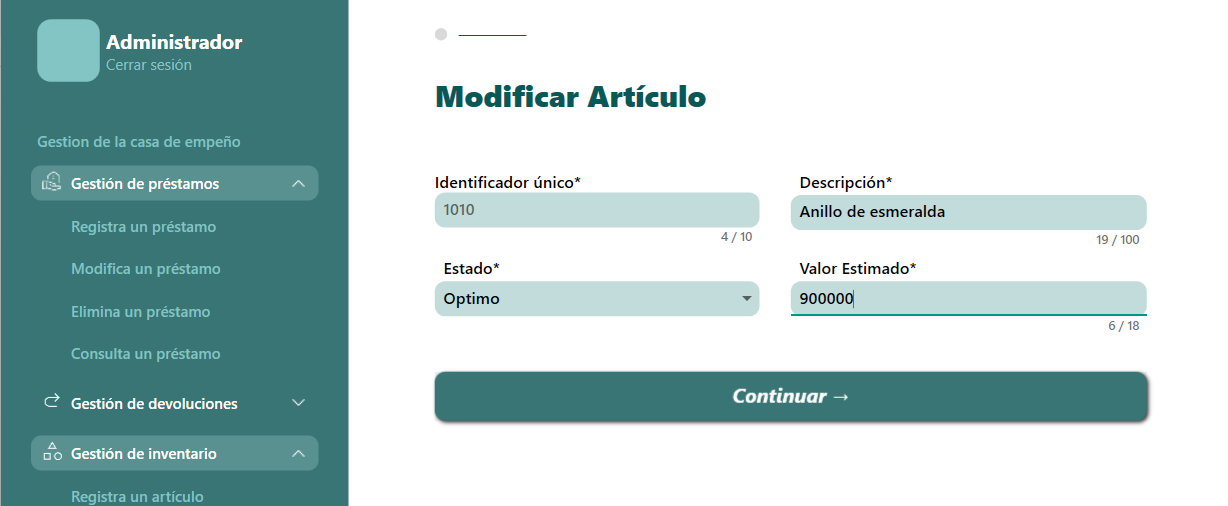 Administrador
Cerrar sesión
Gestion de la casa de empeño
Gestión de préstamos
Registra un préstamo
Modifica un préstamo
Elimina un préstamo
Consulta un préstamo
Gestión de devoluciones
Gestión de inventario
Registra un artículo
Modificar Artículo
Identificador único*
1010
4 / 10
Descripción*
Anillo de esmeralda
19 / 100
Estado*
Optimo
Valor Estimado*
900000
6 / 18
Continuar →